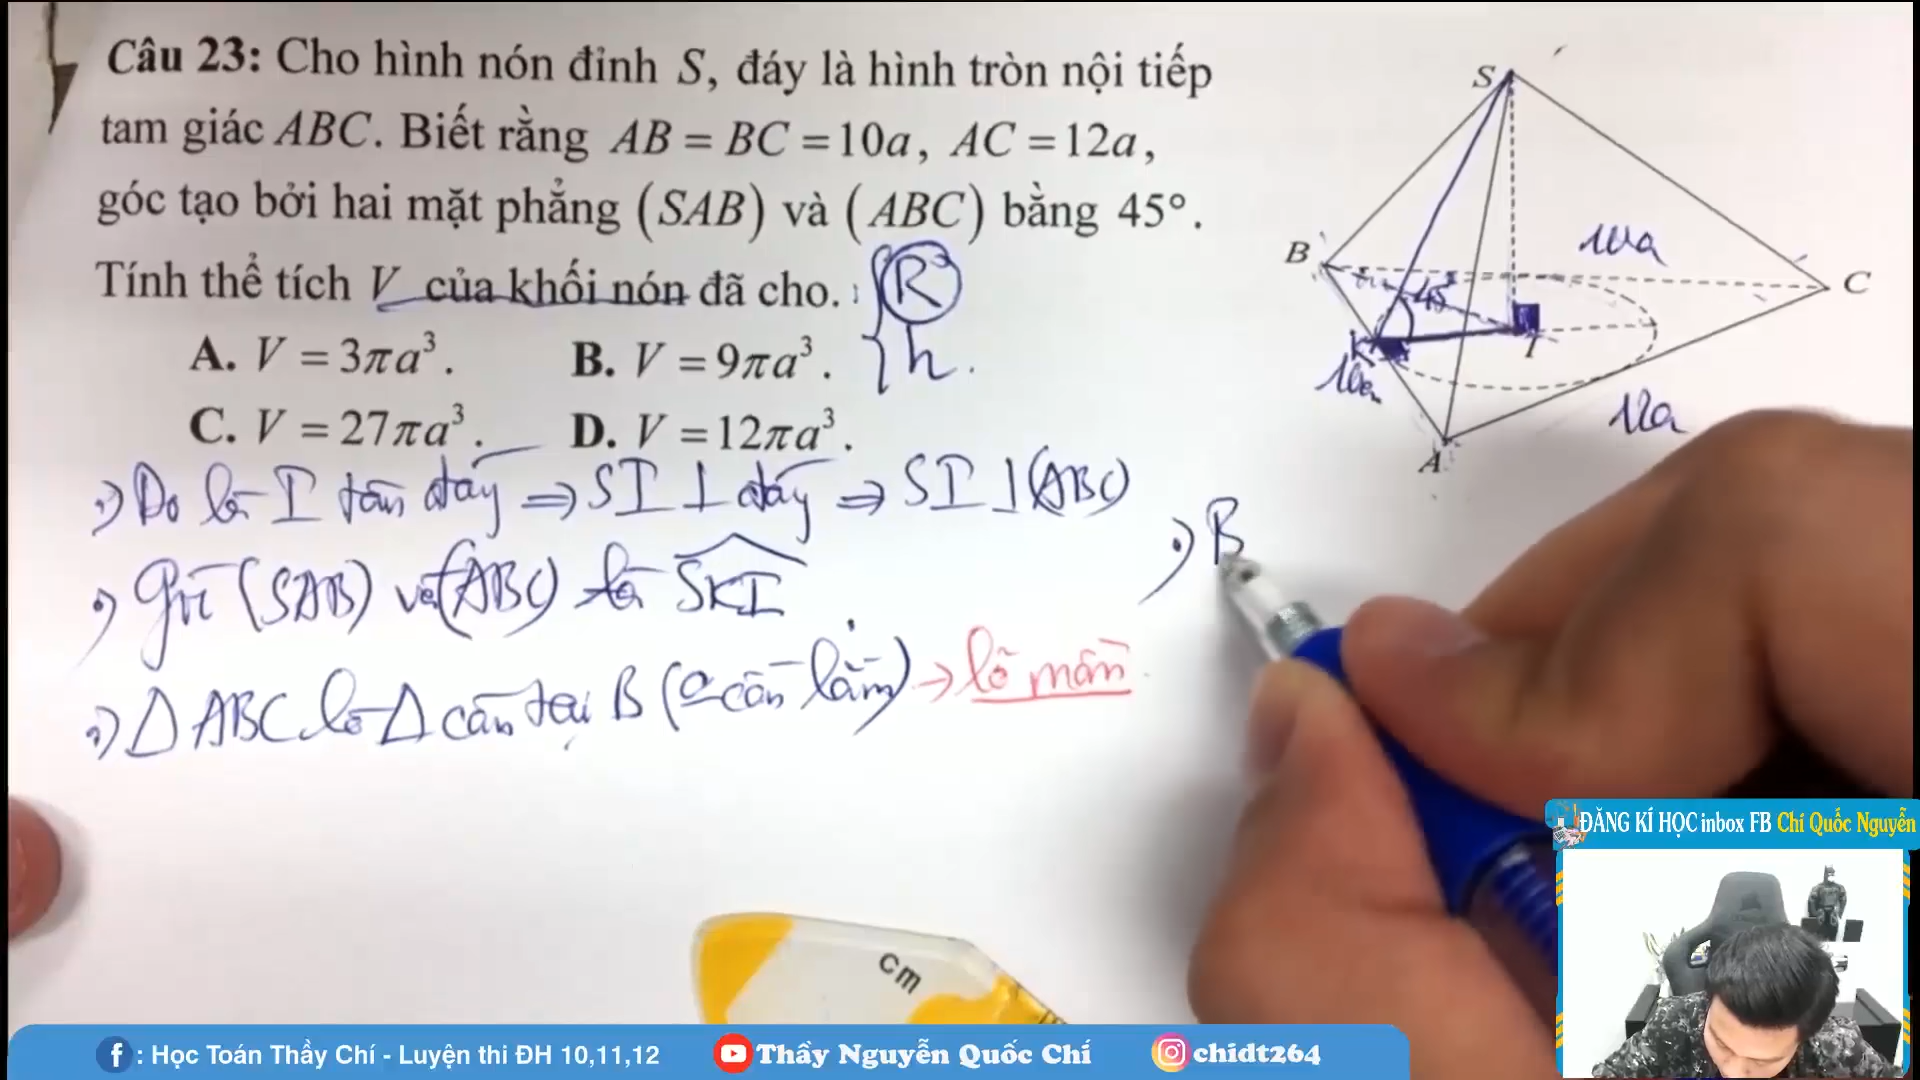 Câu 23: Cho hình nón đỉnh S, đáy là hình tròn nội tiếp
tam giác ABC. Biết rằng AB = BC = 10a, AC = 12a,
góc tạo bởi hai mặt phẳng (SAB) và (ABC) bằng 45°.
Tính thể tích V của khối nón đã cho.
A. V = 3πa³. B. V = 9πa³.
C. V = 27πa³. D. V = 12πa³.
R
h
S
B
C
A
K
I
45°
10a
10a
12a
Do là I tâm đáy ⇒ SI ⊥ đáy ⇒ SI ⊥ (ABC)
Góc (SAB) và (ABC) là SKI
Δ ABC là Δ cân tại B → lỗ mãn
B
cm
ĐĂNG KÍ HỌC inbox FB Chí Quốc Nguyễn
f : Học Toán Thầy Chí - Luyện thi ĐH 10,11,12
Thầy Nguyễn Quốc Chí
chidt264